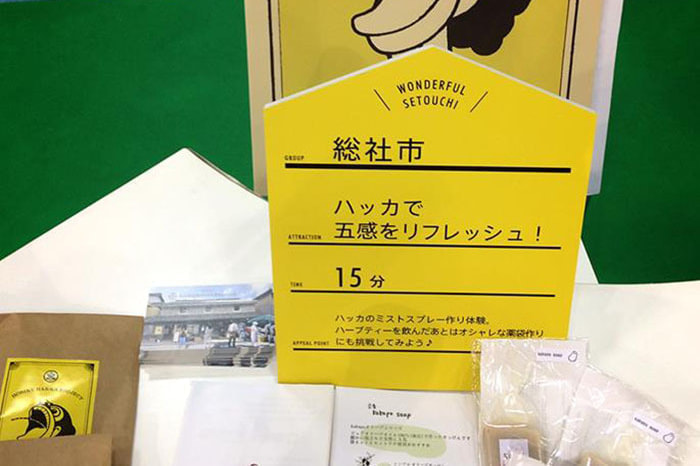 WONDERFUL
SETOUCHI
GROUP 総社市
ATTRACTION ハッカで
五感をリフレッシュ！
TIME 15分
ハッカのミストスプレー作り体験。
ハーブティーを飲んだあとはオシャレな薬袋作り
APPEAL POINT にも挑戦してみよう♪
kokopo soap